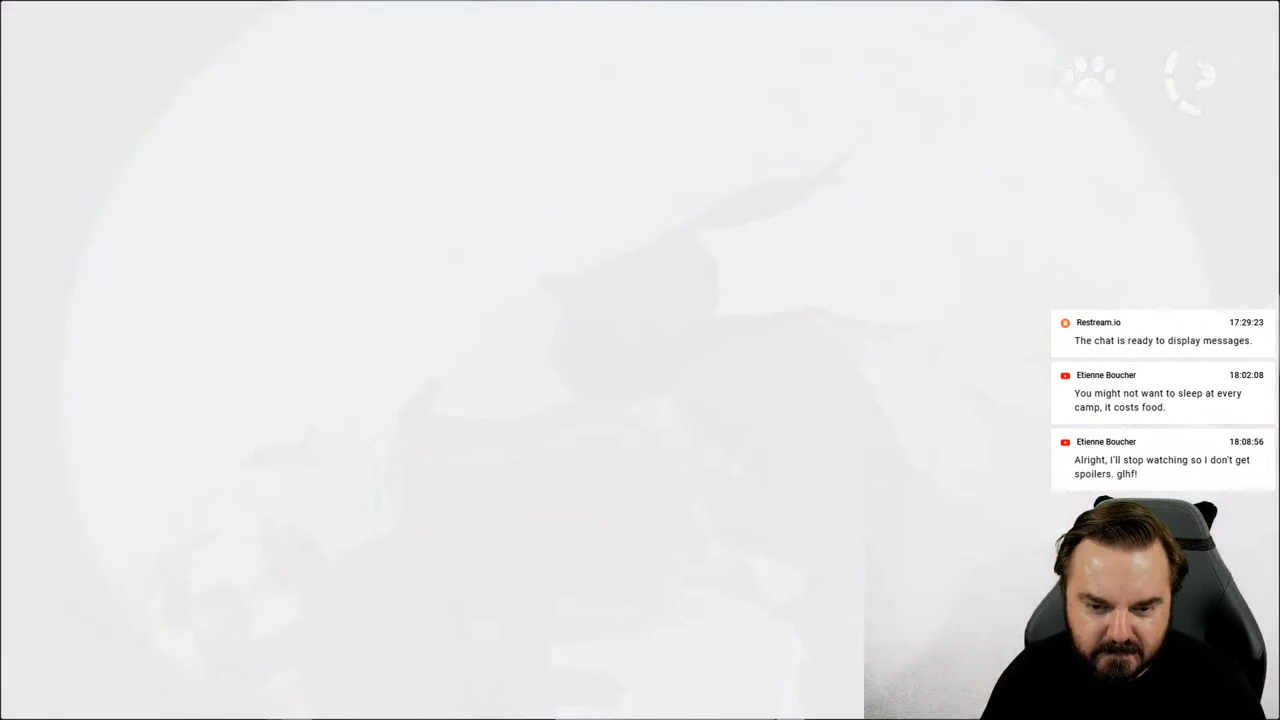 Restream.io 17:29:23
The chat is ready to display messages.
Etienne Boucher 18:02:08
You might not want to sleep at every
camp, it costs food.
Etienne Boucher 18:08:56
Alright, I'll stop watching so I don't get
spoilers. glhf!